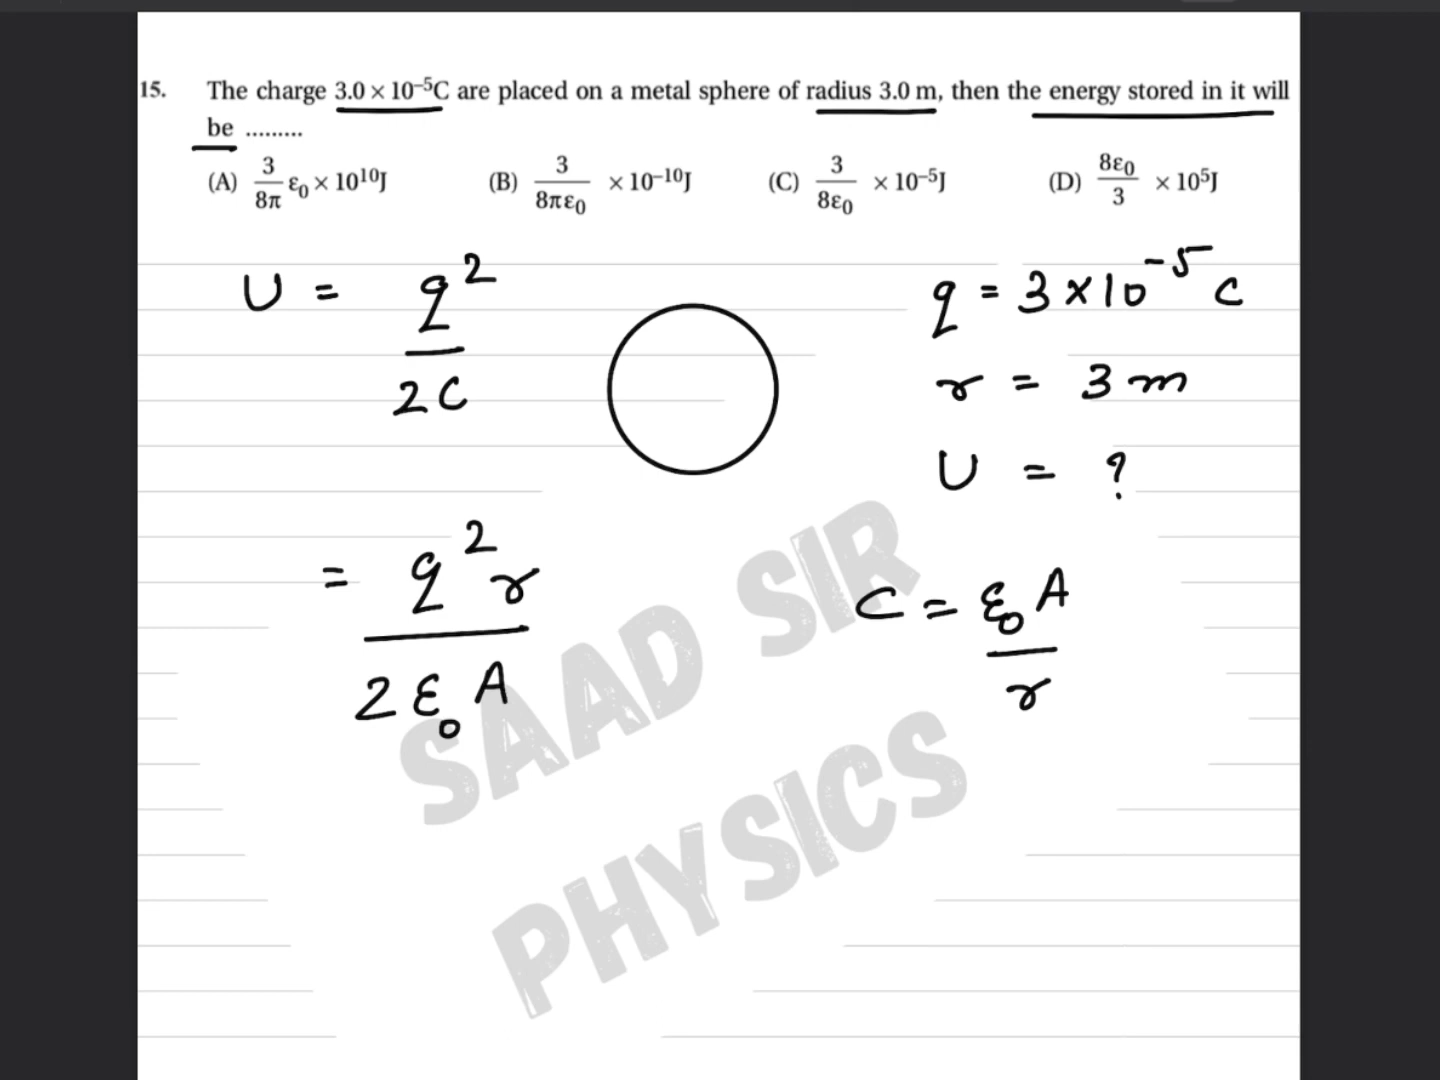 15. The charge 3.0 × 10⁻⁵C are placed on a metal sphere of radius 3.0 m, then the energy stored in it will
be .........
(A) 3/8π ε₀ × 10¹⁰J (B) 3/8πε₀ × 10⁻¹⁰J (C) 3/8ε₀ × 10⁻⁵J (D) 8ε₀/3 × 10⁵J
U = q²/2C
q = 3 × 10⁻⁵ C
r = 3 m
U = ?
= q²r/2ε₀A
C = ε₀A/r
SAAD SIR
PHYSICS